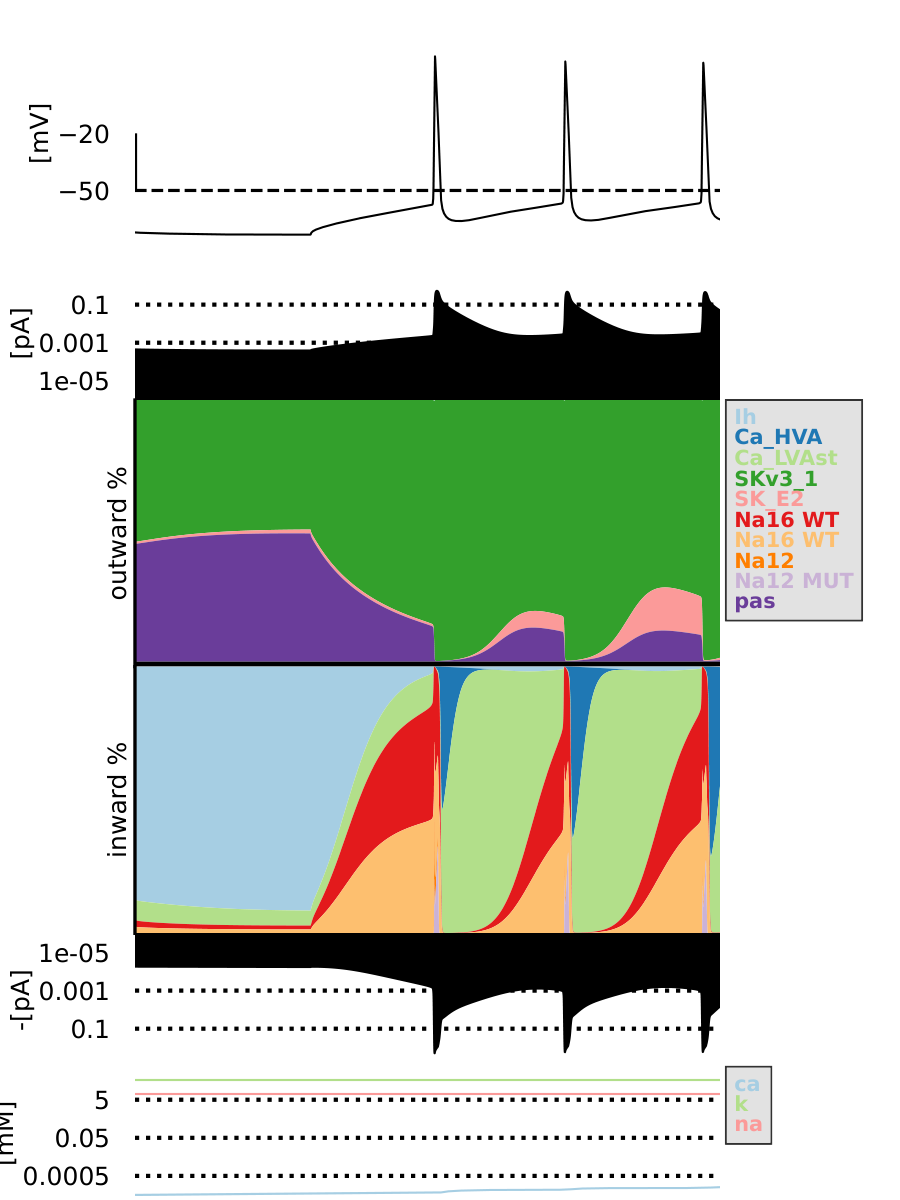 [mV]
−20
−50
[pA]
0.1
0.001
1e-05
outward %
Ih
Ca_HVA
Ca_LVAst
SKv3_1
SK_E2
Na16 WT
Na16 WT
Na12
Na12 MUT
pas
inward %
-[pA]
1e-05
0.001
0.1
[mM]
5
0.05
0.0005
ca
k
na